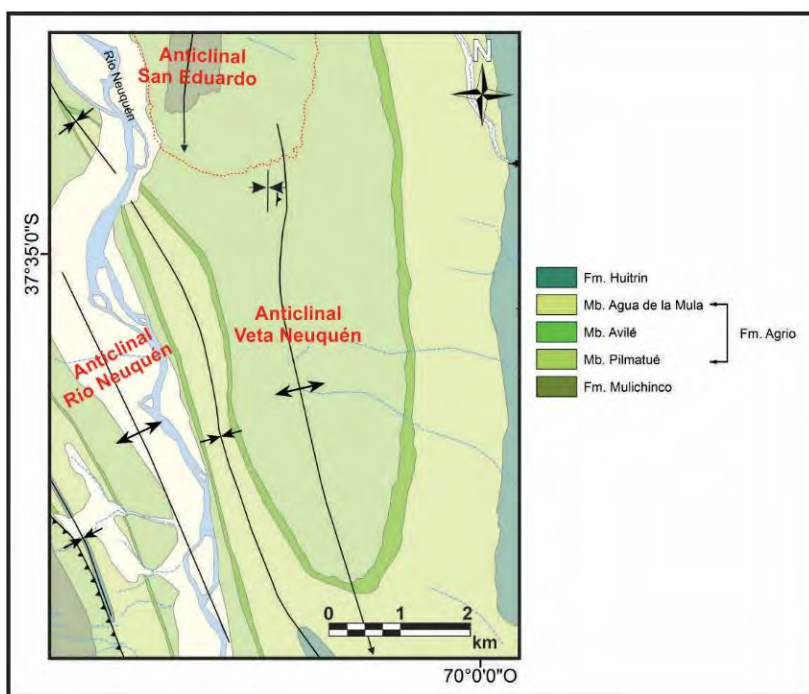 Anticlinal
San Eduardo
N
Río Neuquén
37°35'0"S
Anticlinal
Veta Neuquén
Anticlinal
Río Neuquén
0 1 2
km
70°0'0"O
Fm. Huitrin
Mb. Agua de la Mula
Mb. Avilé
Mb. Pilmatué
Fm. Mulichinco
Fm. Agrio